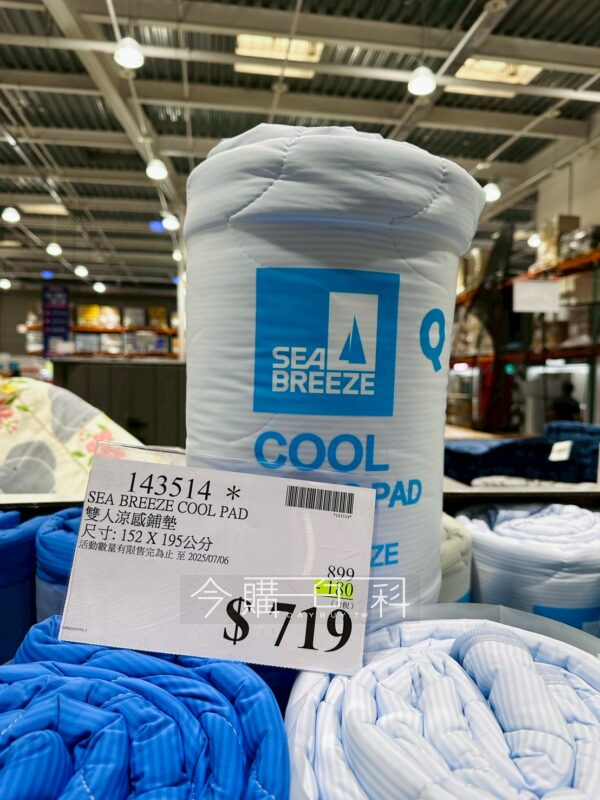 SEA
BREEZE
Q
COOL
PAD
ZE
143514 *
SEA BREEZE COOL PAD
雙人涼感鋪墊
尺寸: 152 X 195公分
活動數量有限售完為止 至 2025/07/06
899
-180
$ 719
今購百科